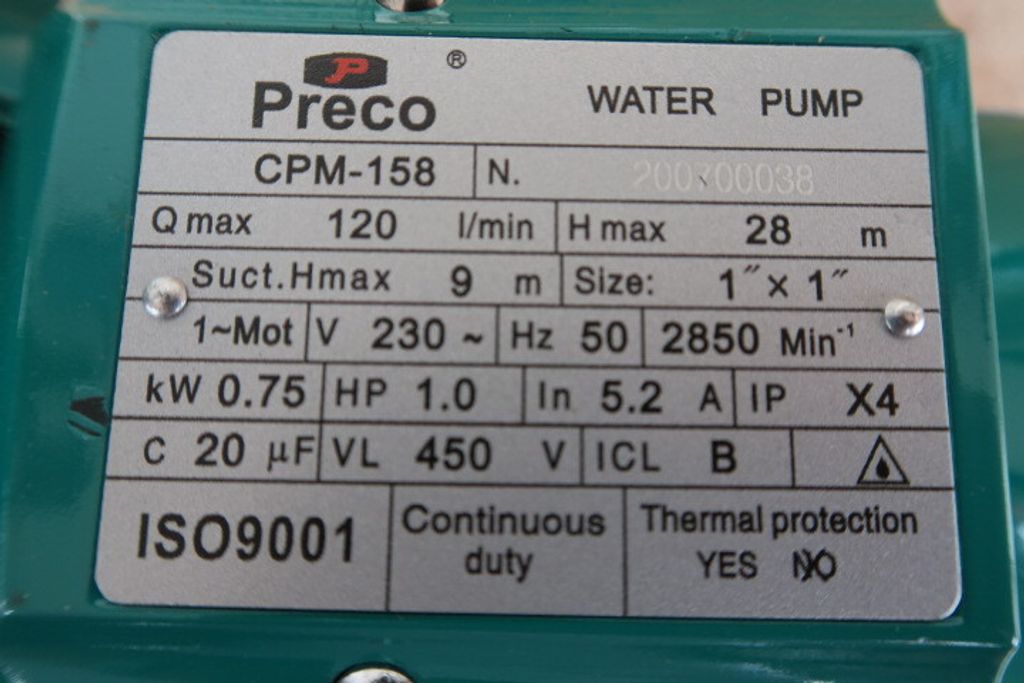 P ®
Preco WATER PUMP
CPM-158 N. 200700038
Q max 120 l/min H max 28 m
Suct.Hmax 9 m Size: 1″×1″
1~Mot V 230 ~ Hz 50 2850 Min⁻¹
kW 0.75 HP 1.0 In 5.2 A IP X4
C 20 µF VL 450 V ICL B
ISO9001 Continuous duty Thermal protection
YES NO